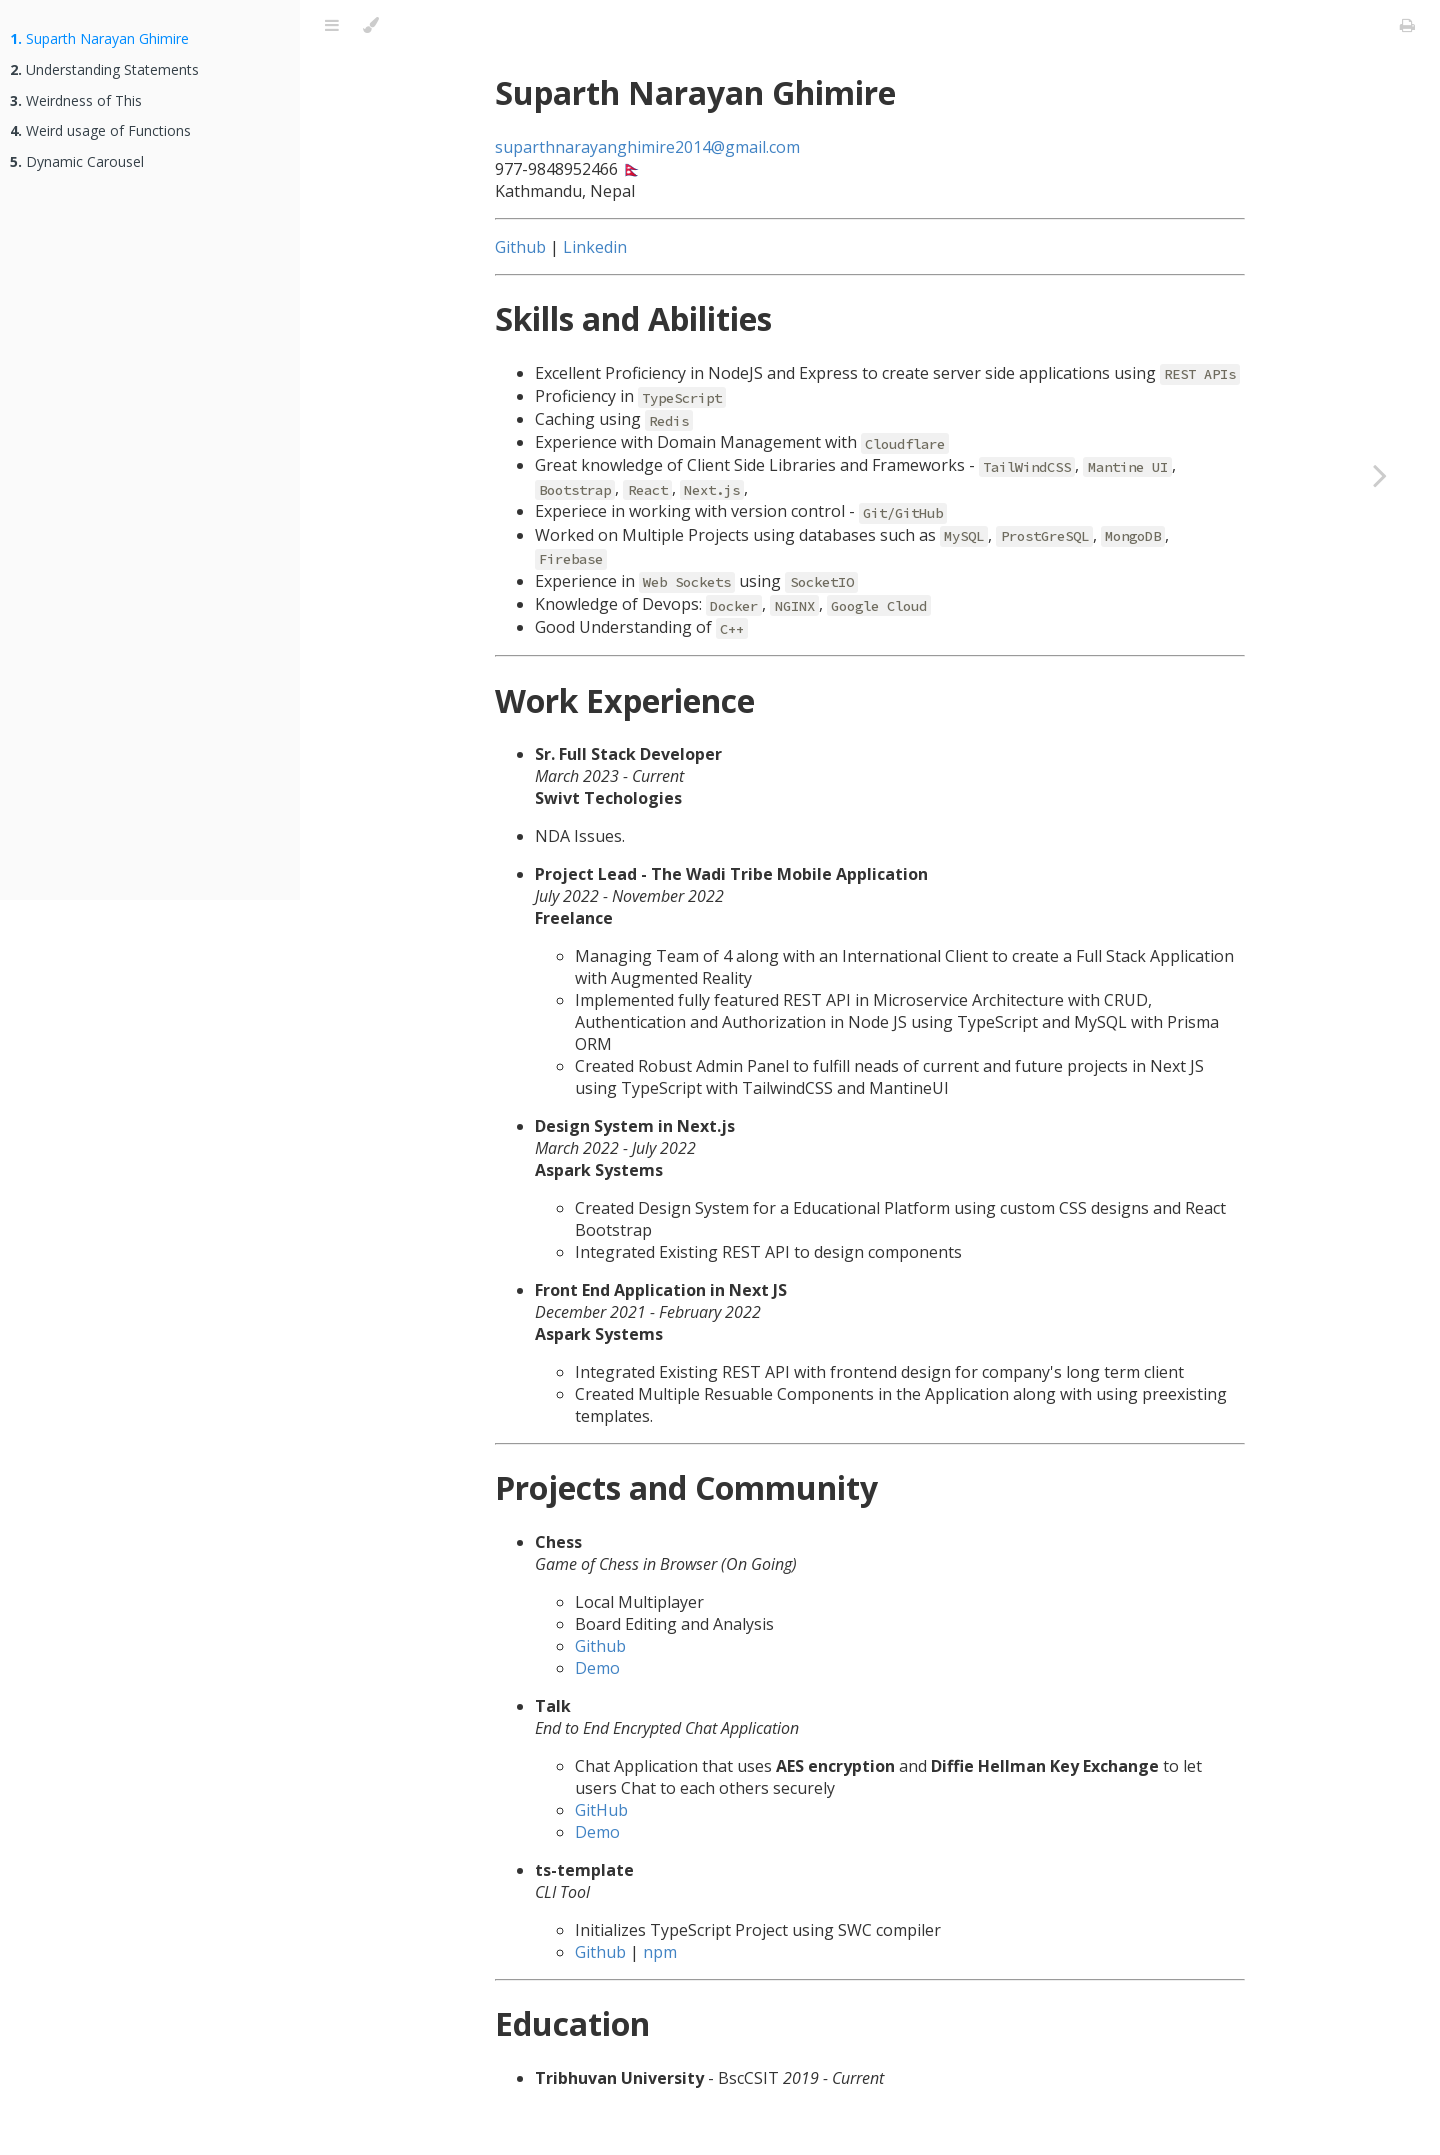 1. Suparth Narayan Ghimire
2. Understanding Statements
3. Weirdness of This
4. Weird usage of Functions
5. Dynamic Carousel
Suparth Narayan Ghimire
suparthnarayanghimire2014@gmail.com
977-9848952466 🇳🇵
Kathmandu, Nepal
Github | Linkedin
Skills and Abilities
Excellent Proficiency in NodeJS and Express to create server side applications using REST APIs
Proficiency in TypeScript
Caching using Redis
Experience with Domain Management with Cloudflare
Great knowledge of Client Side Libraries and Frameworks - TailWindCSS, Mantine UI,
Bootstrap, React, Next.js,
Experiece in working with version control - Git/GitHub
Worked on Multiple Projects using databases such as MySQL, ProstGreSQL, MongoDB,
Firebase
Experience in Web Sockets using SocketIO
Knowledge of Devops: Docker, NGINX, Google Cloud
Good Understanding of C++
Work Experience
Sr. Full Stack Developer
March 2023 - Current
Swivt Techologies
NDA Issues.
Project Lead - The Wadi Tribe Mobile Application
July 2022 - November 2022
Freelance
Managing Team of 4 along with an International Client to create a Full Stack Application
with Augmented Reality
Implemented fully featured REST API in Microservice Architecture with CRUD,
Authentication and Authorization in Node JS using TypeScript and MySQL with Prisma
ORM
Created Robust Admin Panel to fulfill neads of current and future projects in Next JS
using TypeScript with TailwindCSS and MantineUI
Design System in Next.js
March 2022 - July 2022
Aspark Systems
Created Design System for a Educational Platform using custom CSS designs and React
Bootstrap
Integrated Existing REST API to design components
Front End Application in Next JS
December 2021 - February 2022
Aspark Systems
Integrated Existing REST API with frontend design for company's long term client
Created Multiple Resuable Components in the Application along with using preexisting
templates.
Projects and Community
Chess
Game of Chess in Browser (On Going)
Local Multiplayer
Board Editing and Analysis
Github
Demo
Talk
End to End Encrypted Chat Application
Chat Application that uses AES encryption and Diffie Hellman Key Exchange to let
users Chat to each others securely
GitHub
Demo
ts-template
CLI Tool
Initializes TypeScript Project using SWC compiler
Github | npm
Education
Tribhuvan University - BscCSIT 2019 - Current